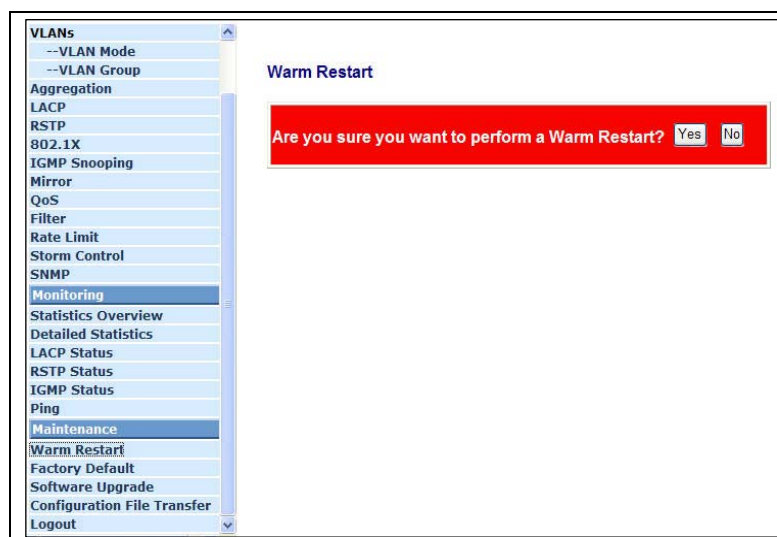 VLANs
--VLAN Mode
--VLAN Group
Aggregation
LACP
RSTP
802.1X
IGMP Snooping
Mirror
QoS
Filter
Rate Limit
Storm Control
SNMP
Monitoring
Statistics Overview
Detailed Statistics
LACP Status
RSTP Status
IGMP Status
Ping
Maintenance
Warm Restart
Factory Default
Software Upgrade
Configuration File Transfer
Logout
Warm Restart
Are you sure you want to perform a Warm Restart? Yes No